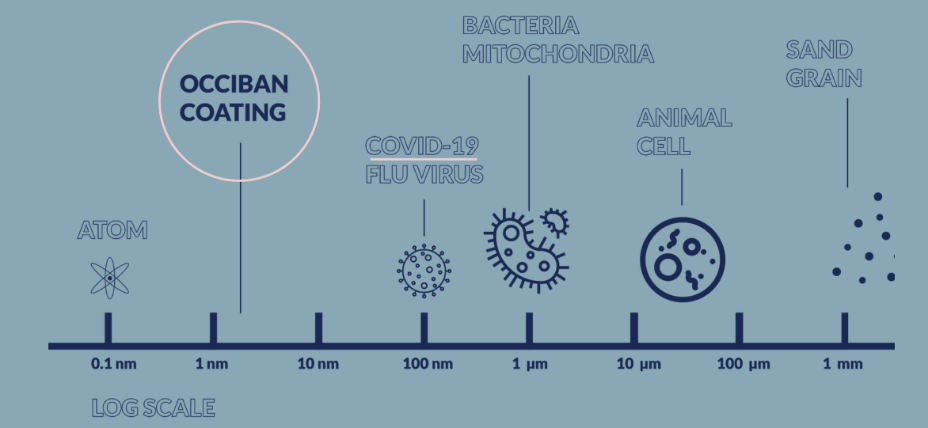 BACTERIA
MITOCHONDRIA
SAND
GRAIN
OCCIBAN
COATING
ANIMAL
CELL
COVID-19
FLU VIRUS
ATOM
0.1 nm
1 nm
10 nm
100 nm
1 µm
10 µm
100 µm
1 mm
LOG SCALE